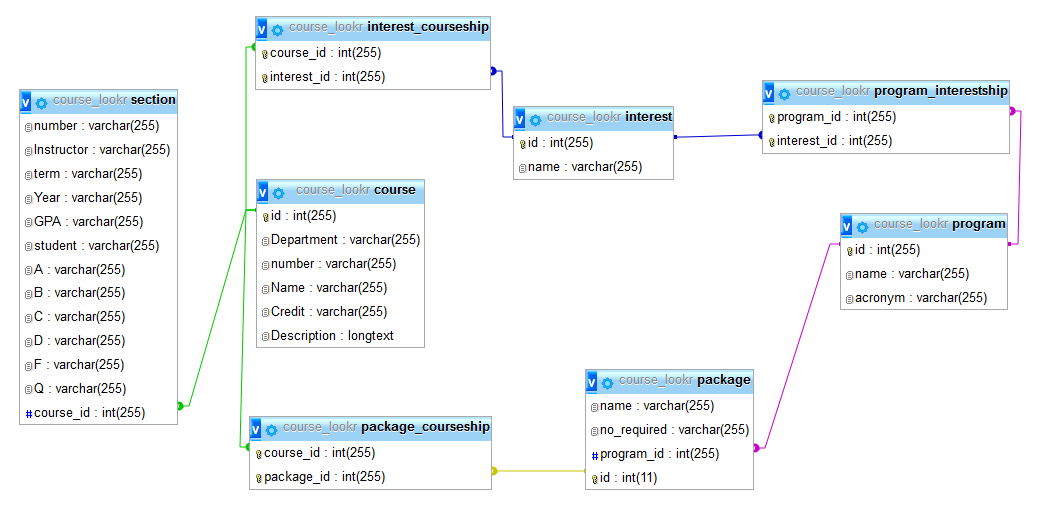 course_lookr interest_courseship
course_id : int(255)
interest_id : int(255)
course_lookr section
number : varchar(255)
Instructor : varchar(255)
term : varchar(255)
Year : varchar(255)
GPA : varchar(255)
student : varchar(255)
A : varchar(255)
B : varchar(255)
C : varchar(255)
D : varchar(255)
F : varchar(255)
Q : varchar(255)
# course_id : int(255)
course_lookr interest
id : int(255)
name : varchar(255)
course_lookr program_interestship
program_id : int(255)
interest_id : int(255)
course_lookr course
id : int(255)
Department : varchar(255)
number : varchar(255)
Name : varchar(255)
Credit : varchar(255)
Description : longtext
course_lookr program
id : int(255)
name : varchar(255)
acronym : varchar(255)
course_lookr package_courseship
course_id : int(255)
package_id : int(255)
course_lookr package
name : varchar(255)
no_required : varchar(255)
# program_id : int(255)
id : int(11)